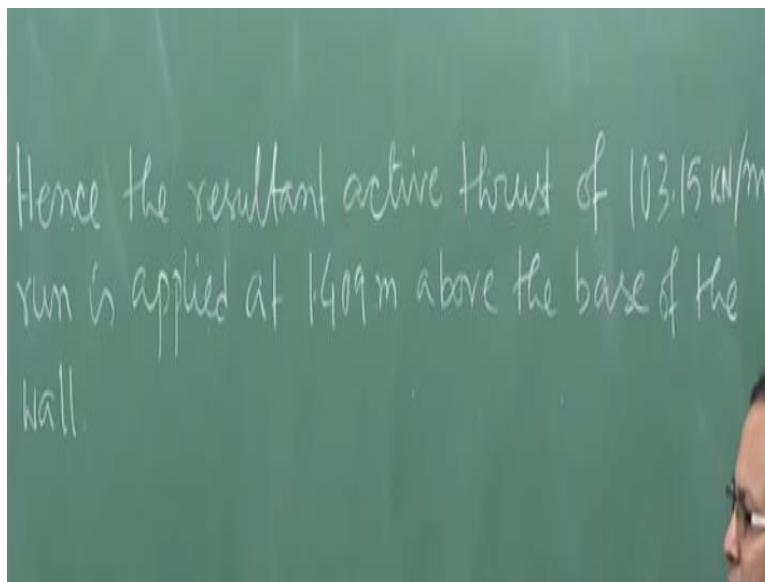 Hence the resultant active thrust of 103.15 kN/m
run is applied at 1.409 m above the base of the
wall.